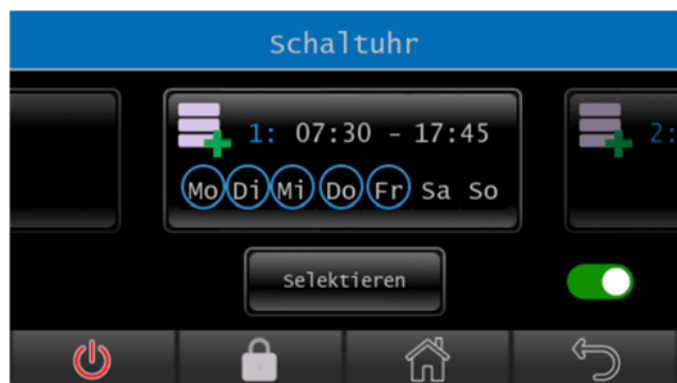 Schaltuhr
1: 07:30 - 17:45
2:
Mo Di Mi Do Fr Sa So
Selektieren